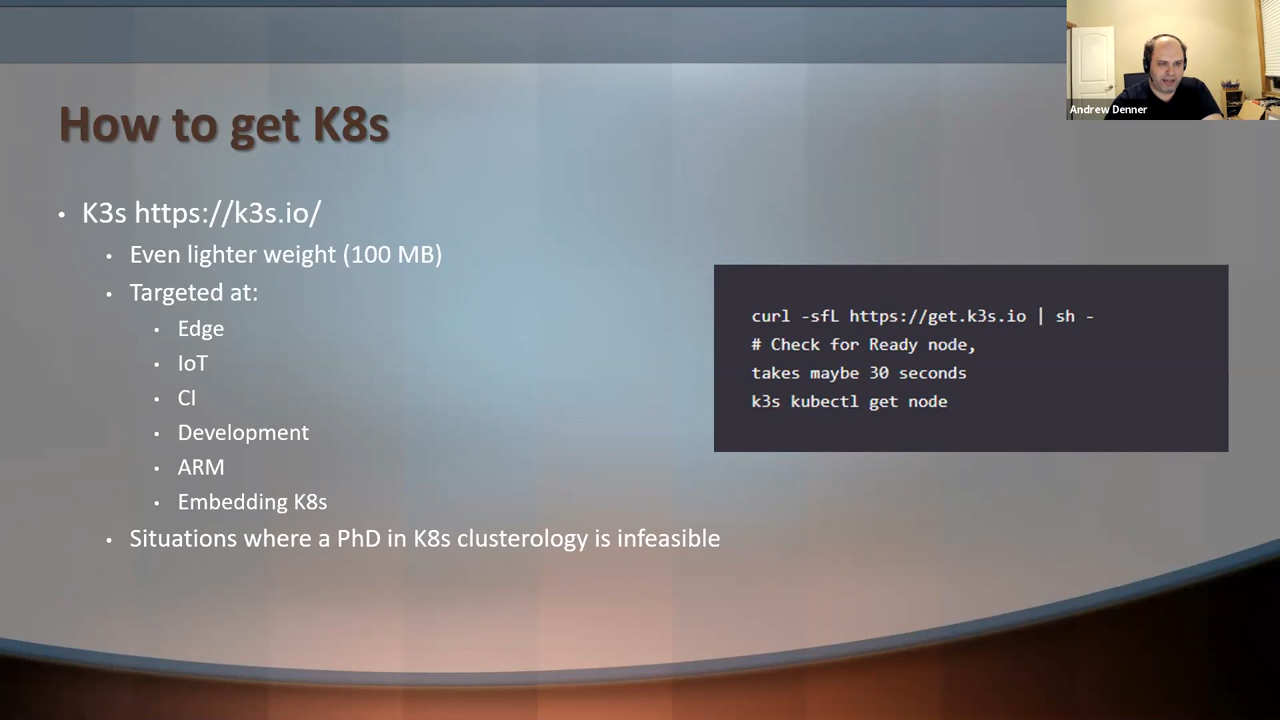 How to get K8s
• K3s https://k3s.io/
• Even lighter weight (100 MB)
• Targeted at:
• Edge
• IoT
• CI
• Development
• ARM
• Embedding K8s
• Situations where a PhD in K8s clusterology is infeasible
curl -sfL https://get.k3s.io | sh -
# Check for Ready node,
takes maybe 30 seconds
k3s kubectl get node
Andrew Denner